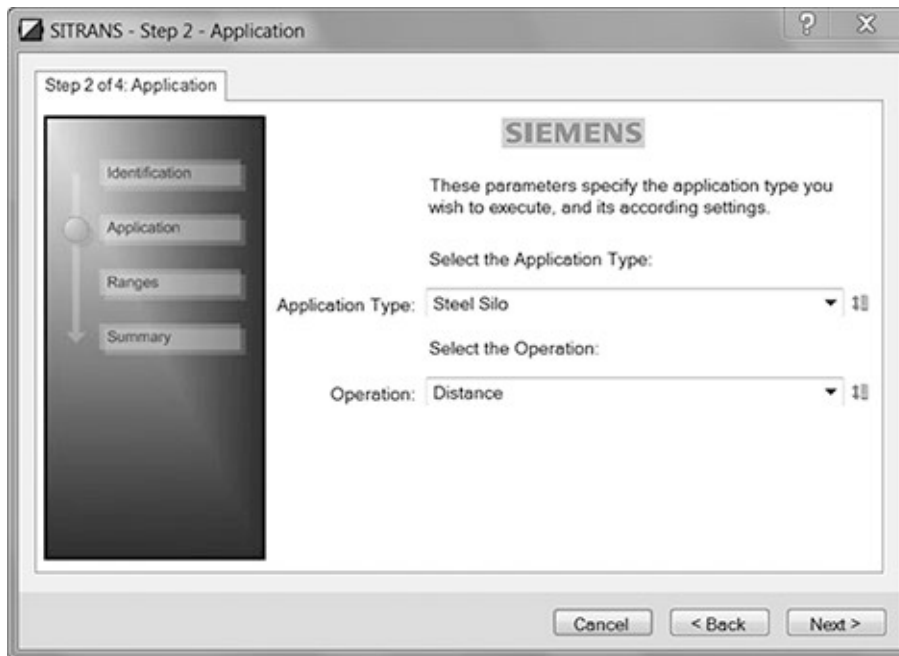 SITRANS - Step 2 - Application
?
X
Step 2 of 4: Application
Identification
Application
Ranges
Summary
SIEMENS
These parameters specify the application type you
wish to execute, and its according settings.
Select the Application Type:
Application Type: Steel Silo
Select the Operation:
Operation: Distance
Cancel < Back Next >